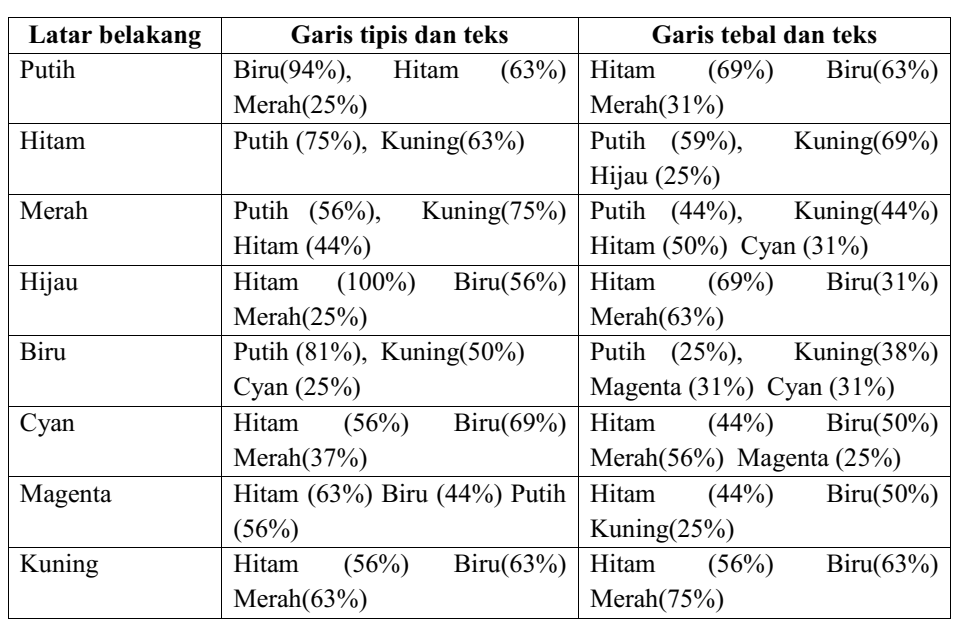 Latar belakang Garis tipis dan teks Garis tebal dan teks
Putih Biru(94%), Hitam (63%) Hitam (69%) Biru(63%)
Merah(25%) Merah(31%)
Hitam Putih (75%), Kuning(63%) Putih (59%), Kuning(69%)
Hijau (25%)
Merah Putih (56%), Kuning(75%) Putih (44%), Kuning(44%)
Hitam (44%) Hitam (50%) Cyan (31%)
Hijau Hitam (100%) Biru(56%) Hitam (69%) Biru(31%)
Merah(25%) Merah(63%)
Biru Putih (81%), Kuning(50%) Putih (25%), Kuning(38%)
Cyan (25%) Magenta (31%) Cyan (31%)
Cyan Hitam (56%) Biru(69%) Hitam (44%) Biru(50%)
Merah(37%) Merah(56%) Magenta (25%)
Magenta Hitam (63%) Biru (44%) Putih Hitam (44%) Biru(50%)
(56%) Kuning(25%)
Kuning Hitam (56%) Biru(63%) Hitam (56%) Biru(63%)
Merah(63%) Merah(75%)